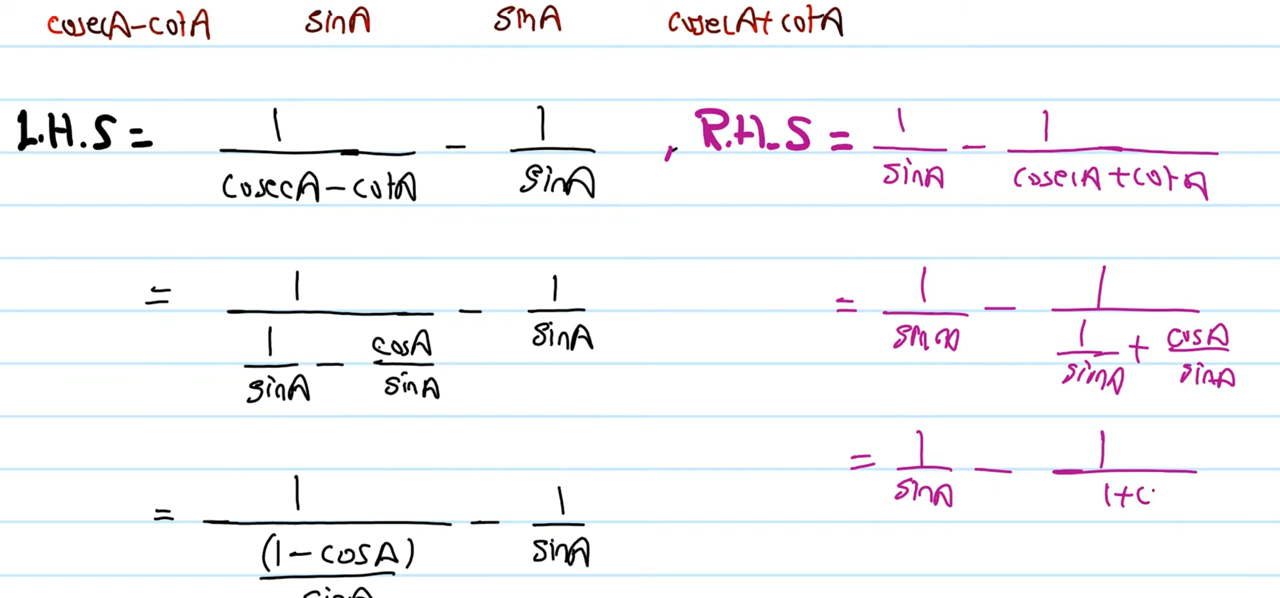 cosecA-cotA sinA sinA cosecA+cotA
L.H.S = 1/(cosecA-cotA) - 1/sinA , R.H.S = 1/sinA - 1/(cosecA+cotA)
= 1/(1/sinA - cosA/sinA) - 1/sinA = 1/sinA - 1/(1/sinA + cosA/sinA)
= 1/sinA - 1/(1+c
= 1/((1-cosA)/sinA) - 1/sinA